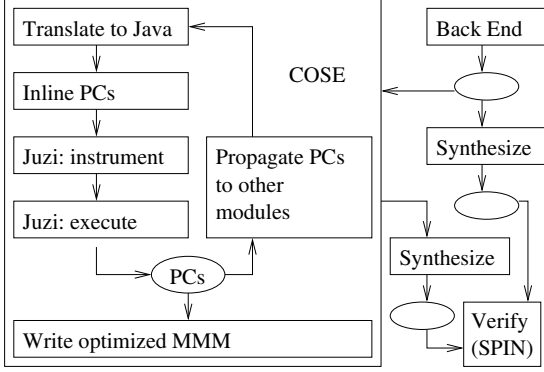 Translate to Java
Inline PCs
Juzi: instrument
Juzi: execute
PCs
Write optimized MMM
COSE
Propagate PCs
to other
modules
Back End
Synthesize
Synthesize
Verify
(SPIN)